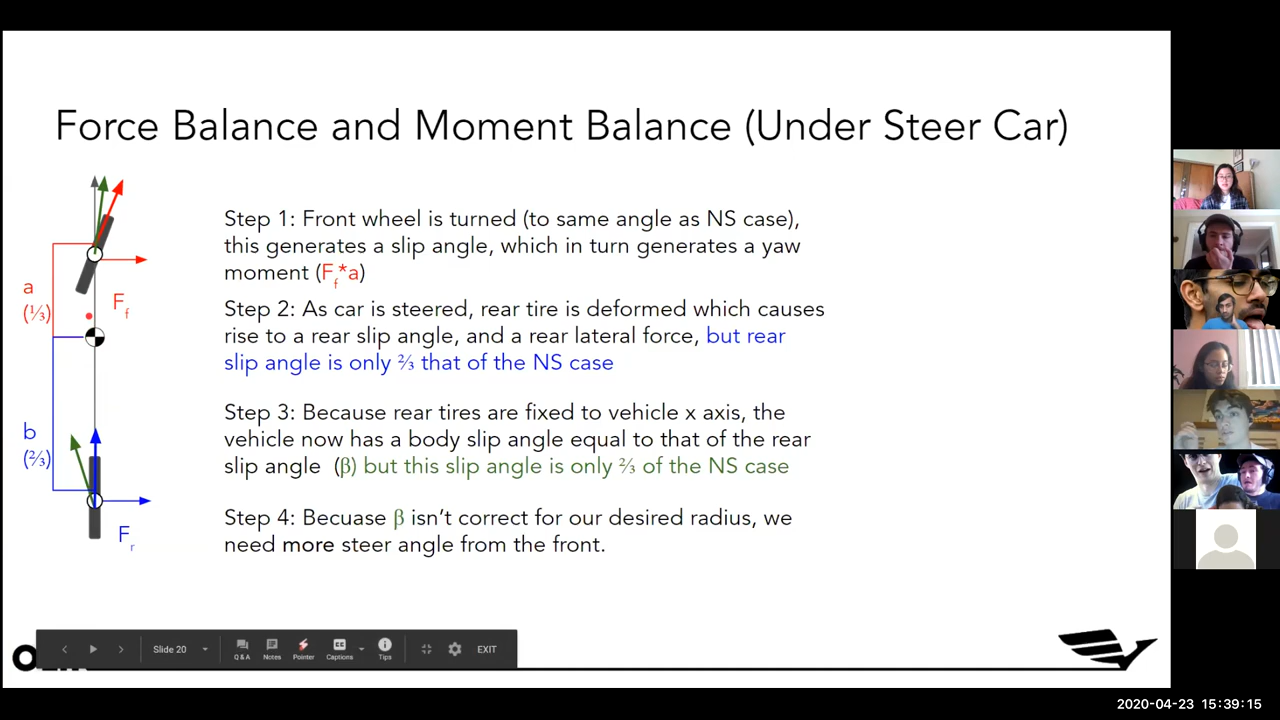 Force Balance and Moment Balance (Under Steer Car)
Step 1: Front wheel is turned (to same angle as NS case),
this generates a slip angle, which in turn generates a yaw
moment (Ff*a)
Step 2: As car is steered, rear tire is deformed which causes
rise to a rear slip angle, and a rear lateral force, but rear
slip angle is only ⅔ that of the NS case
Step 3: Because rear tires are fixed to vehicle x axis, the
vehicle now has a body slip angle equal to that of the rear
slip angle (β) but this slip angle is only ⅔ of the NS case
Step 4: Becuase β isn't correct for our desired radius, we
need more steer angle from the front.
a
(⅓)
Ff
b
(⅔)
Fr
Slide 20
Q & A
Notes
Pointer
CC
Captions
Tips
EXIT
2020-04-23 15:39:15